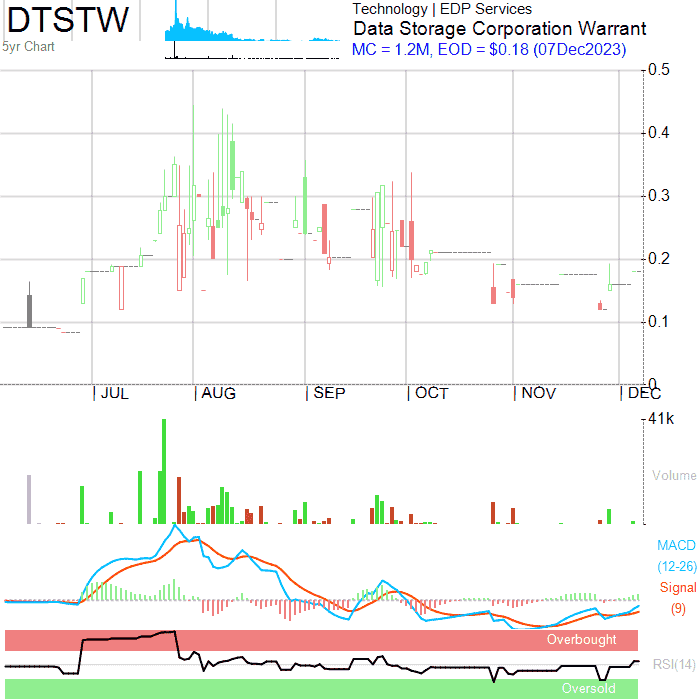 DTSTW
5yr Chart
Technology | EDP Services
Data Storage Corporation Warrant
MC = 1.2M, EOD = $0.18 (07Dec2023)
0.5
0.4
0.3
0.2
0.1
0
JUL AUG SEP OCT NOV DEC
41k
Volume
MACD
(12-26)
Signal
(9)
Overbought
RSI(14)
Oversold